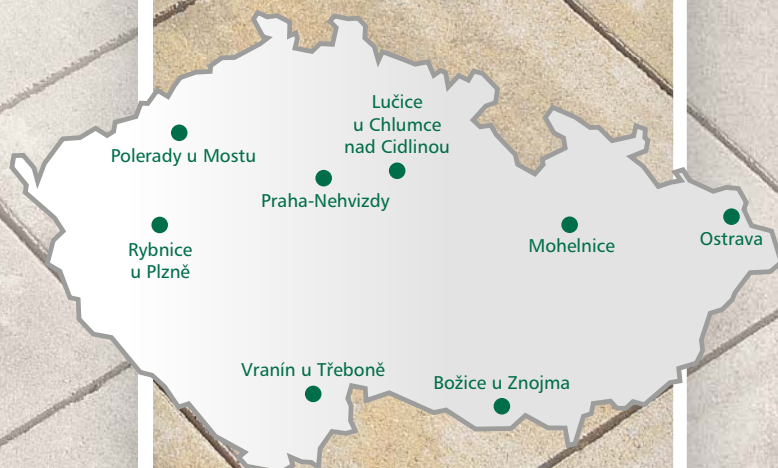 Lučice
u Chlumce
nad Cidlinou
Polerady u Mostu
Praha-Nehvizdy
Rybnice
u Plzně
Mohelnice
Ostrava
Vranín u Třeboně
Božice u Znojma